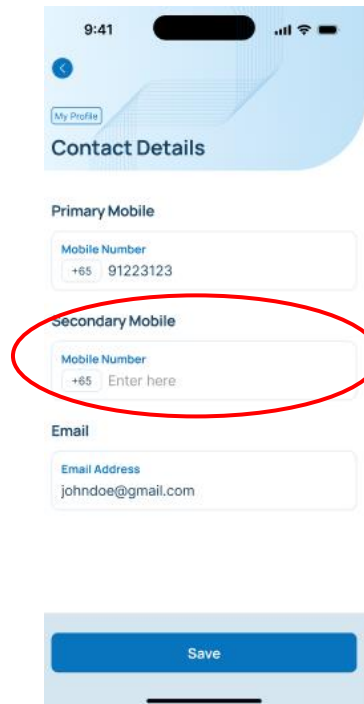 9:41
My Profile
Contact Details
Primary Mobile
Mobile Number
+65 91223123
Secondary Mobile
Mobile Number
+65 Enter here
Email
Email Address
johndoe@gmail.com
Save